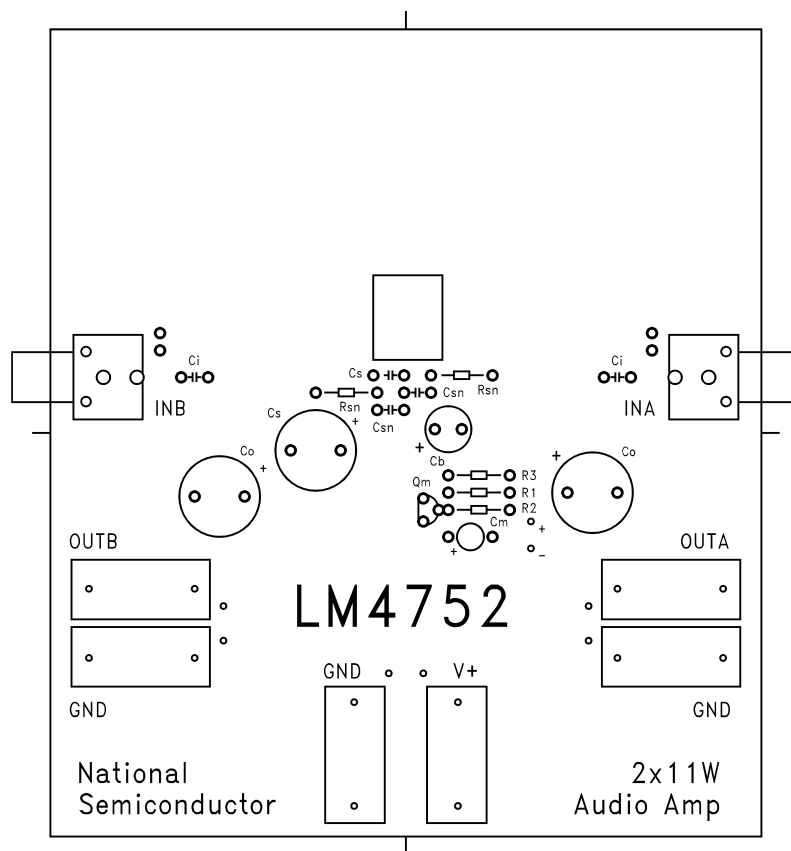 Ci
Cs
Rsn
Ci
Csn
INB
Rsn
INA
Cs
+
Csn
+
Cb
+
Co
+
Co
R3
Qm
R1
R2
Cm
+
+
-
OUTB
OUTA
LM4752
GND
V+
GND
GND
National
2x11W
Semiconductor
Audio Amp